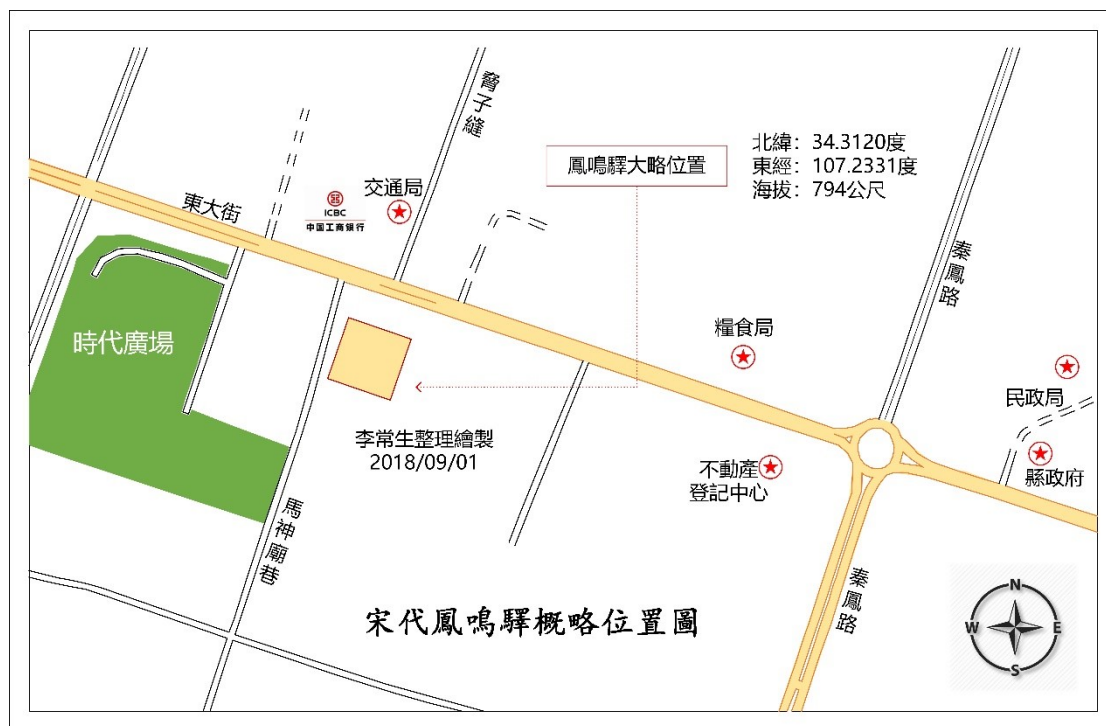 脅子縫
鳳鳴驛大略位置
北緯：34.3120度
東經：107.2331度
海拔：794公尺
交通局
ICBC
中国工商银行
東大街
秦鳳路
時代廣場
糧食局
民政局
李常生整理繪製
2018/09/01
不動產
登記中心
縣政府
馬神廟巷
秦鳳路
宋代鳳鳴驛概略位置圖
N
W
E
S